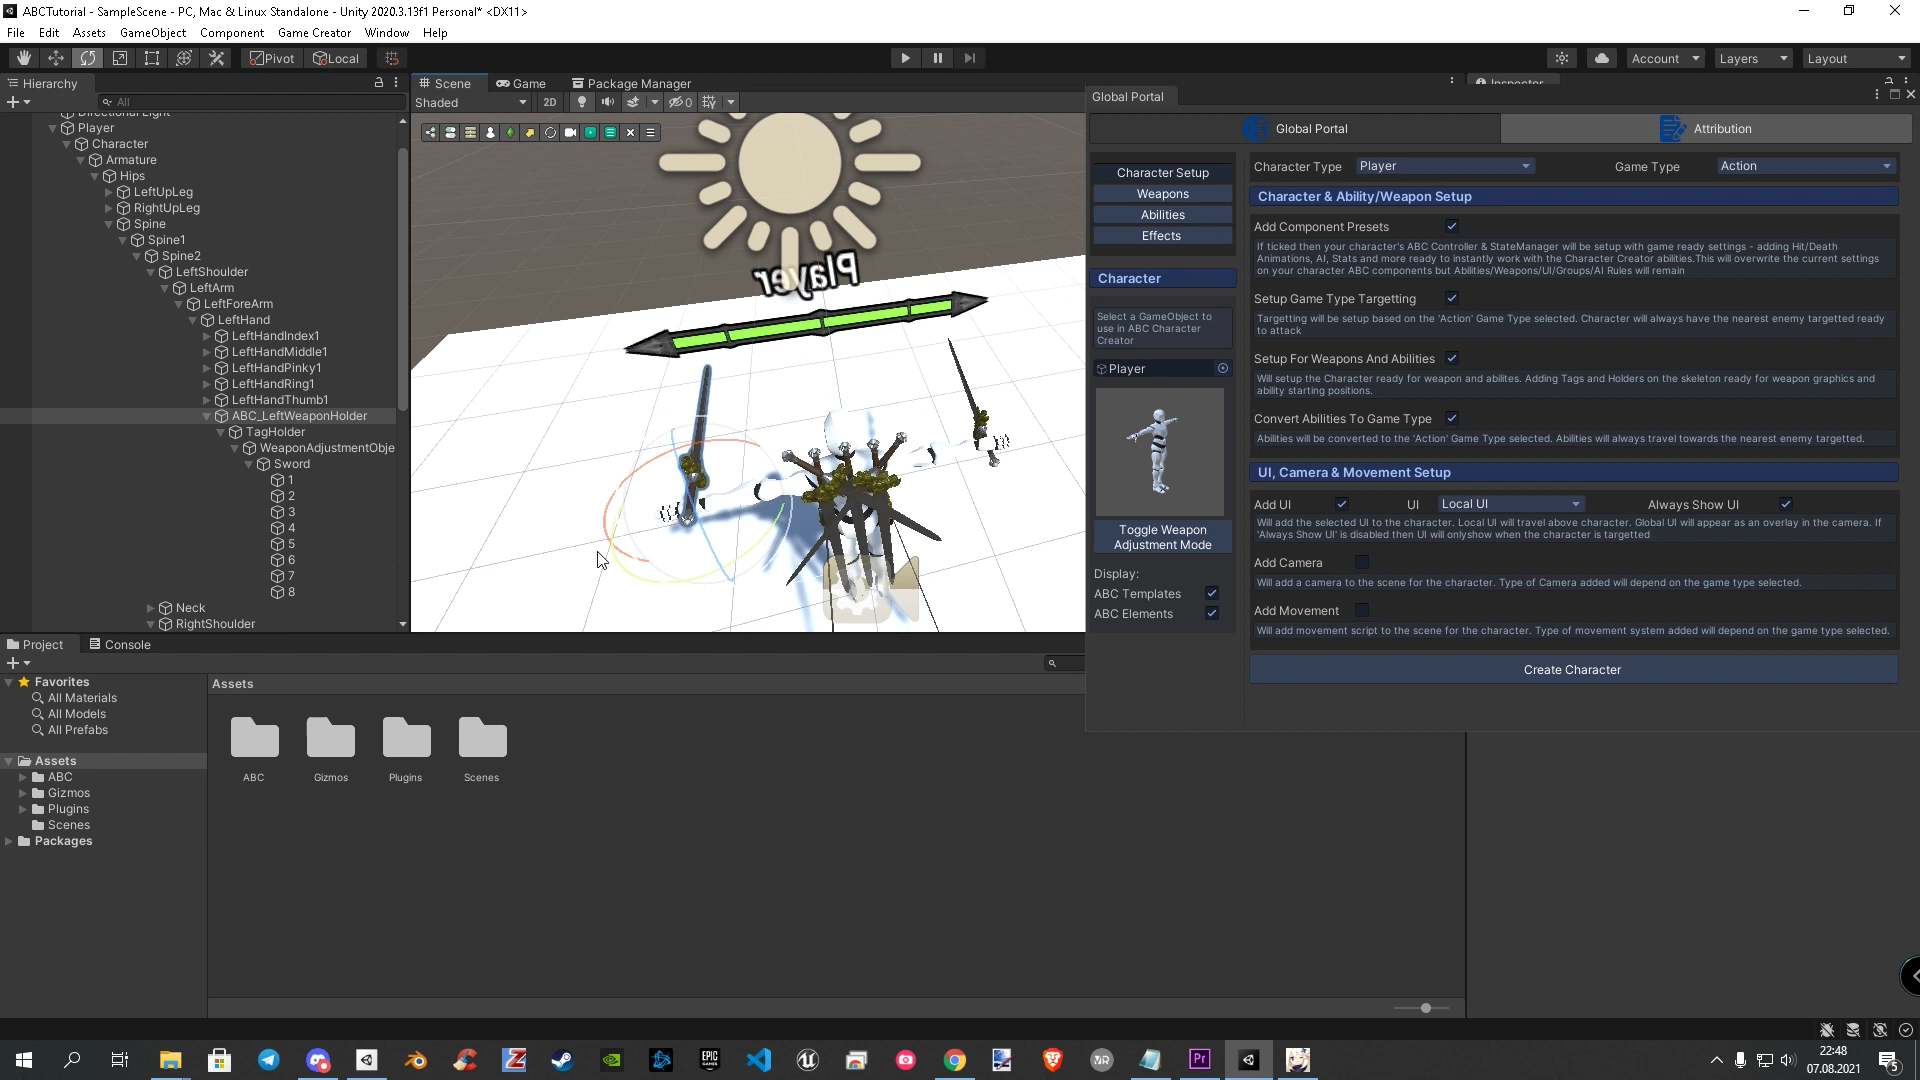 ABCTutorial - SampleScene - PC, Mac & Linux Standalone - Unity 2020.3.13f1 Personal* <DX11>
File Edit Assets GameObject Component Game Creator Window Help
Pivot Local Account Layers Layout
Hierarchy Scene Game Package Manager Inspector
All Shaded 2D 0
Global Portal
Global Portal Attribution
Directional Light
Player
Character
Armature
Hips
LeftUpLeg
RightUpLeg
Spine
Spine1
Spine2
LeftShoulder
LeftArm
LeftForeArm
LeftHand
LeftHandIndex1
LeftHandMiddle1
LeftHandPinky1
LeftHandRing1
LeftHandThumb1
ABC_LeftWeaponHolder
TagHolder
WeaponAdjustmentObje
Sword
1
2
3
4
5
6
7
8
Neck
RightShoulder
Player
Character Setup
Weapons
Abilities
Effects
Character
Select a GameObject to
use in ABC Character
Creator
Player
Toggle Weapon
Adjustment Mode
Display:
ABC Templates
ABC Elements
Character Type Player Game Type Action
Character & Ability/Weapon Setup
Add Component Presets
If ticked then your character's ABC Controller & StateManager will be setup with game ready settings - adding Hit/Death
Animations, AI, Stats and more ready to instantly work with the Character Creator abilities.This will overwrite the current settings
on your character ABC components but Abilities/Weapons/UI/Groups/AI Rules will remain
Setup Game Type Targetting
Targetting will be setup based on the 'Action' Game Type selected. Character will always have the nearest enemy targetted ready
to attack
Setup For Weapons And Abilities
Will setup the Character ready for weapon and abilites. Adding Tags and Holders on the skeleton ready for weapon graphics and
ability starting positions.
Convert Abilities To Game Type
Abilities will be converted to the 'Action' Game Type selected. Abilities will always travel towards the nearest enemy targetted.
UI, Camera & Movement Setup
Add UI UI Local UI Always Show UI
Will add the selected UI to the character. Local UI will travel above character. Global UI will appear as an overlay in the camera. If
'Always Show UI' is disabled then UI will onlyshow when the character is targetted
Add Camera
Will add a camera to the scene for the character. Type of Camera added will depend on the game type selected.
Add Movement
Will add movement script to the scene for the character. Type of movement system added will depend on the game type selected.
Create Character
Project Console
Favorites
All Materials
All Models
All Prefabs
Assets
ABC
Gizmos
Plugins
Scenes
Packages
Assets
ABC Gizmos Plugins Scenes
EPIC GAMES
VR
Pr
22:48
07.08.2021
5